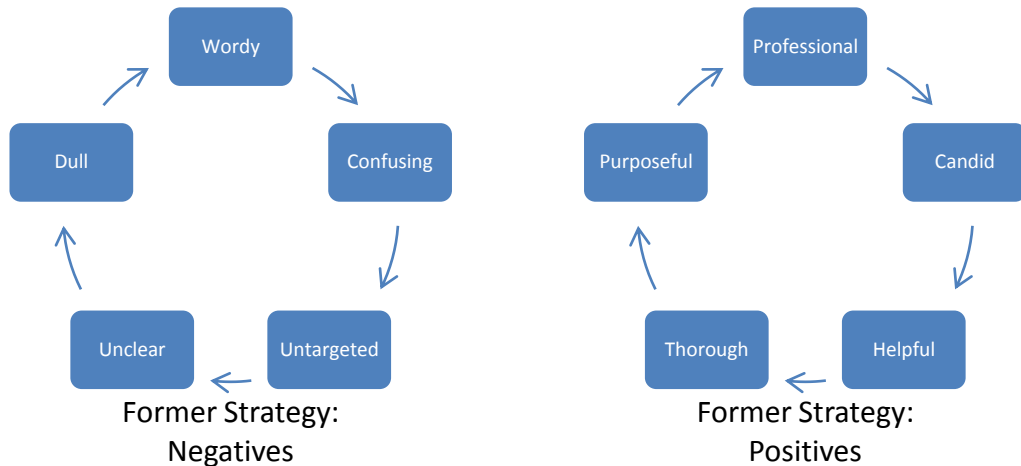 Wordy
Confusing
Untargeted
Unclear
Dull
Former Strategy:
Negatives
Professional
Candid
Helpful
Thorough
Purposeful
Former Strategy:
Positives